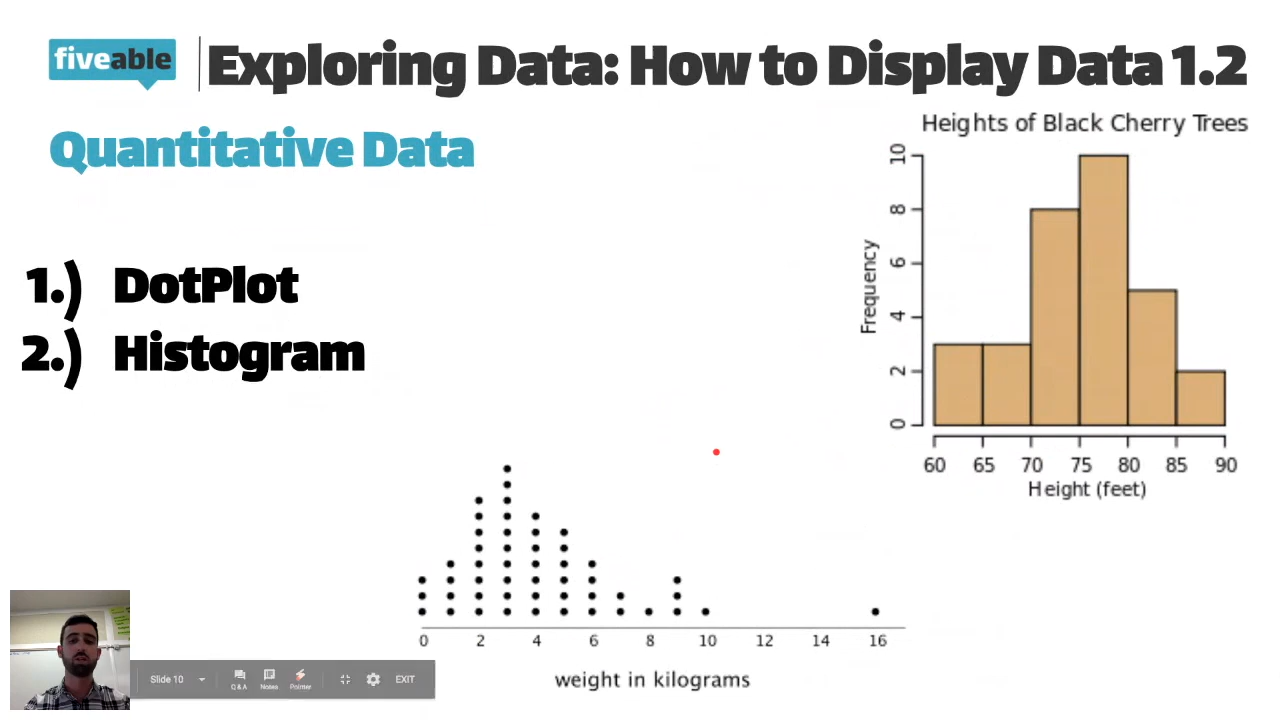 fiveable
Exploring Data: How to Display Data 1.2
Quantitative Data
1.) DotPlot
2.) Histogram
Heights of Black Cherry Trees
Frequency
0 2 4 6 8 10
60 65 70 75 80 85 90
Height (feet)
0 2 4 6 8 10 12 14 16
weight in kilograms
Slide 10
Q & A Notes Pointer
EXIT